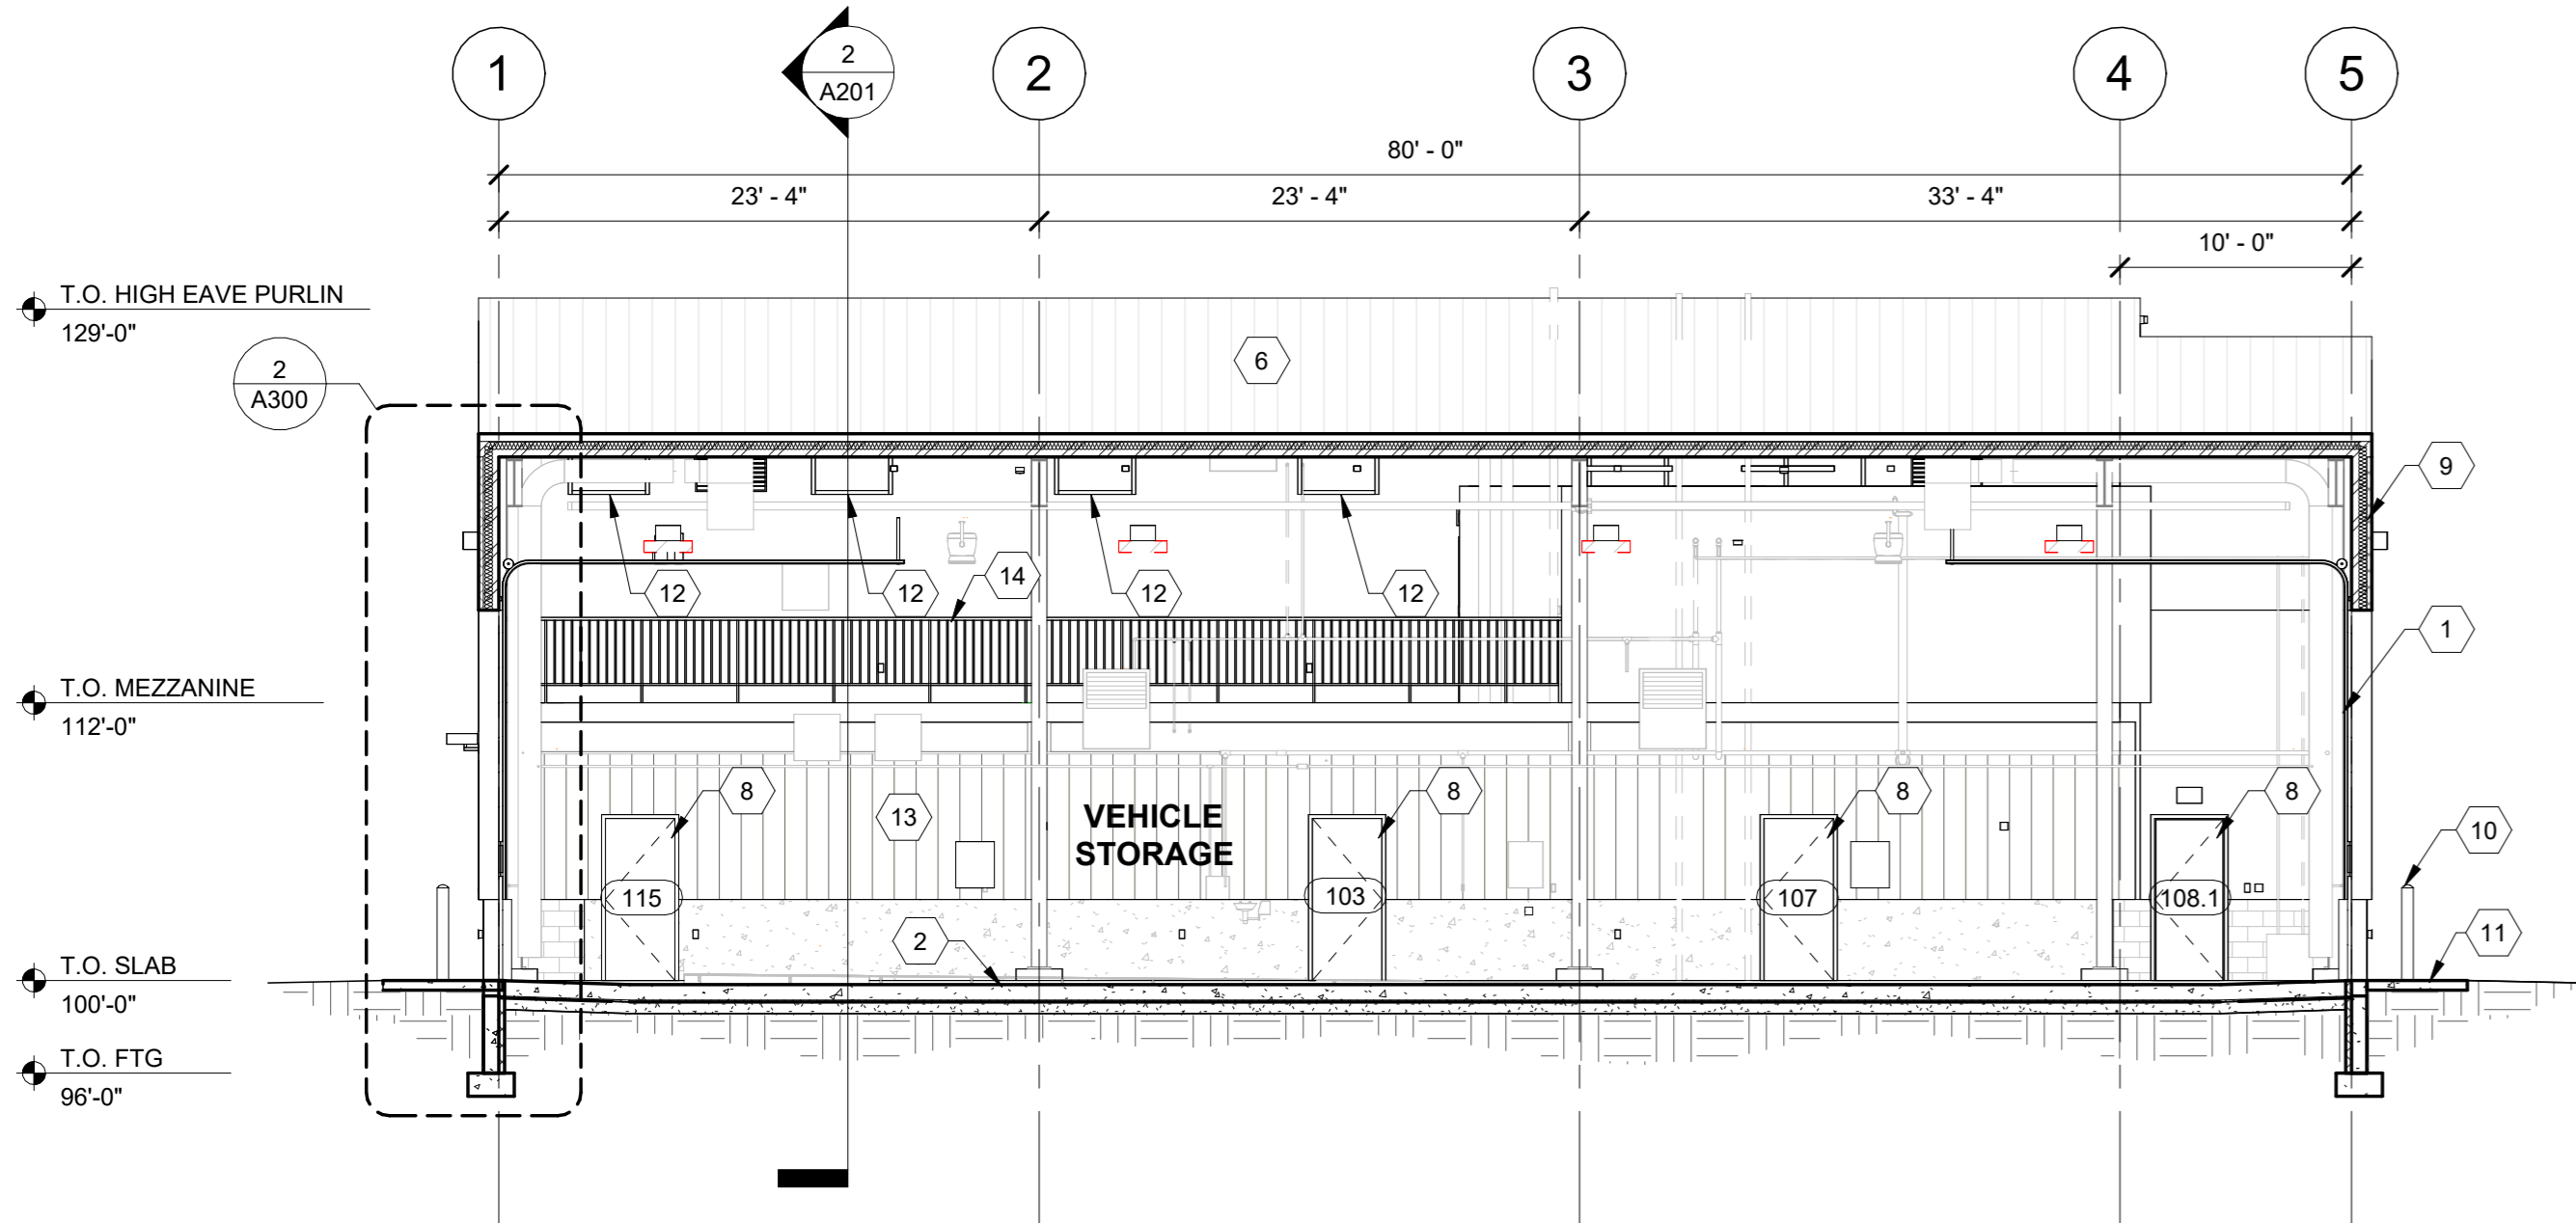 1
2
A201
2
3
4
5
80' - 0"
23' - 4"
23' - 4"
33' - 4"
10' - 0"
T.O. HIGH EAVE PURLIN
129'-0"
6
2
A300
9
12
12
12
12
14
1
T.O. MEZZANINE
112'-0"
8
13
VEHICLE
STORAGE
8
8
8
10
115
103
107
108.1
2
11
T.O. SLAB
100'-0"
T.O. FTG
96'-0"